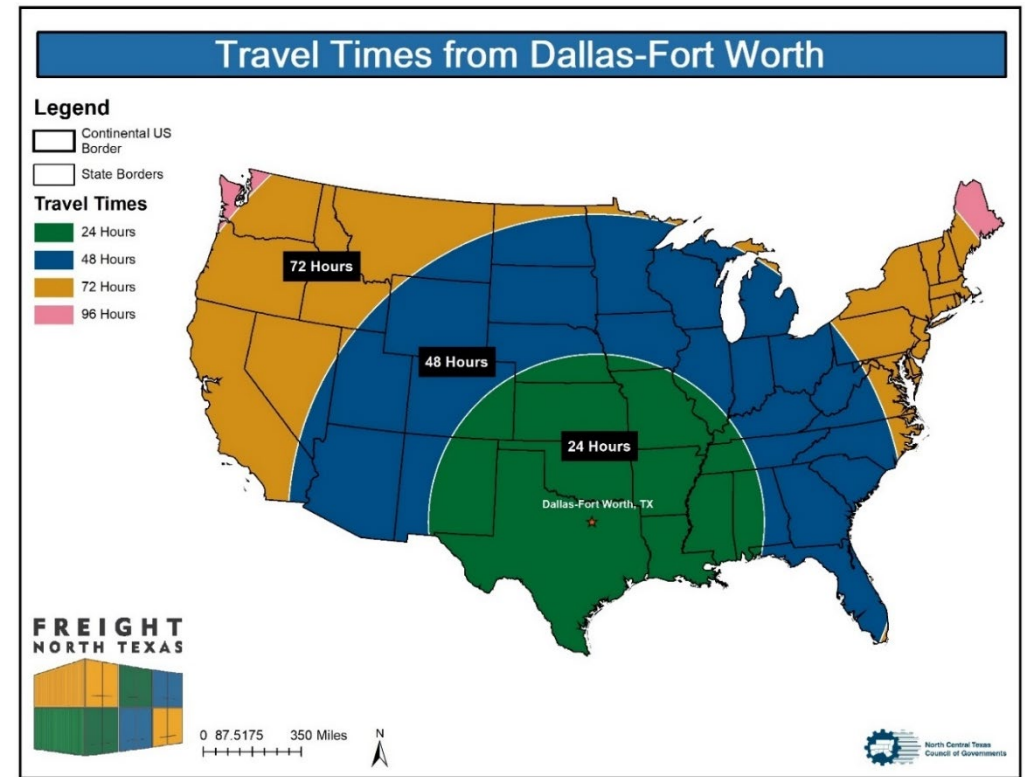 Travel Times from Dallas-Fort Worth
Legend
Continental US
Border
State Borders
Travel Times
24 Hours
48 Hours
72 Hours
96 Hours
72 Hours
48 Hours
24 Hours
Dallas-Fort Worth, TX
FREIGHT
NORTH TEXAS
0 87.5175 350 Miles
N
North Central Texas
Council of Governments